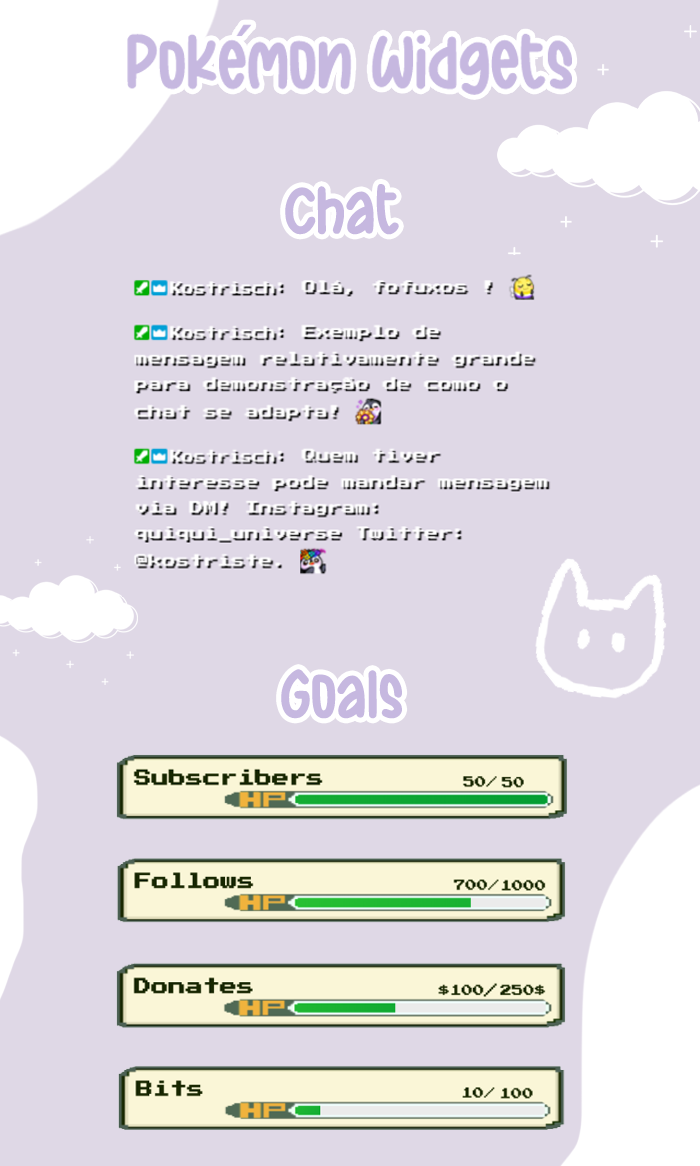 Pokémon Widgets
Chat
Kostrisch: Olá, fofuxos !
Kostrisch: Exemplo de
mensagem relativamente grande
para demonstração de como o
chat se adapta!
Kostrisch: Quem tiver
interesse pode mandar mensagem
via DM! Instagram:
quiqui_universe Twitter:
@kostriste.
Goals
Subscribers 50/50
HP
Follows 700/1000
HP
Donates $100/250$
HP
Bits 10/100
HP